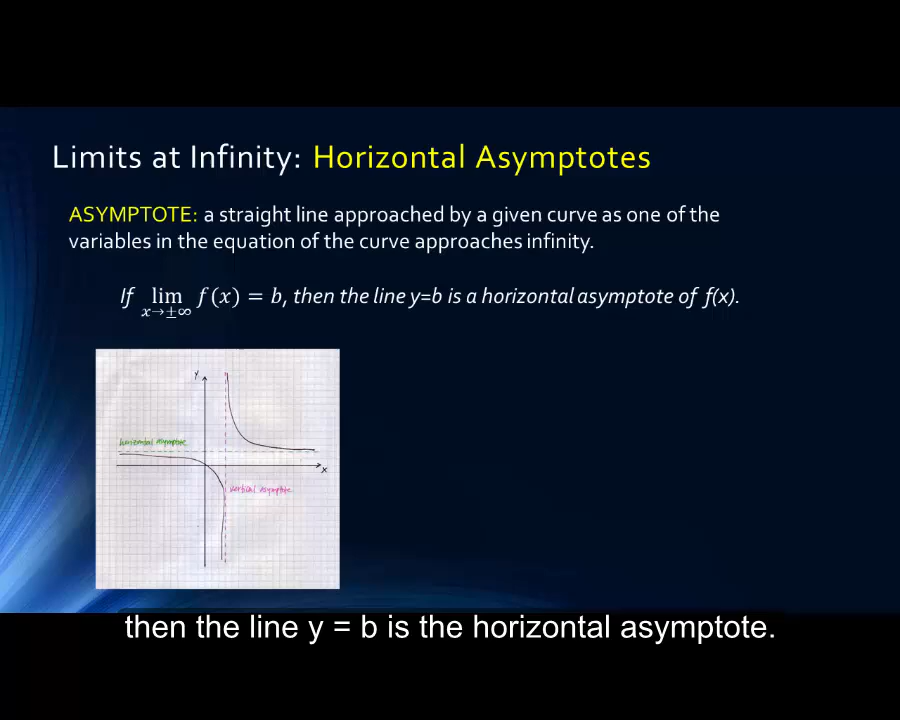 Limits at Infinity: Horizontal Asymptotes
ASYMPTOTE: a straight line approached by a given curve as one of the
variables in the equation of the curve approaches infinity.
If lim x→±∞ f(x) = b, then the line y=b is a horizontal asymptote of f(x).
y
horizontal asymptote
x
vertical asymptote
then the line y = b is the horizontal asymptote.